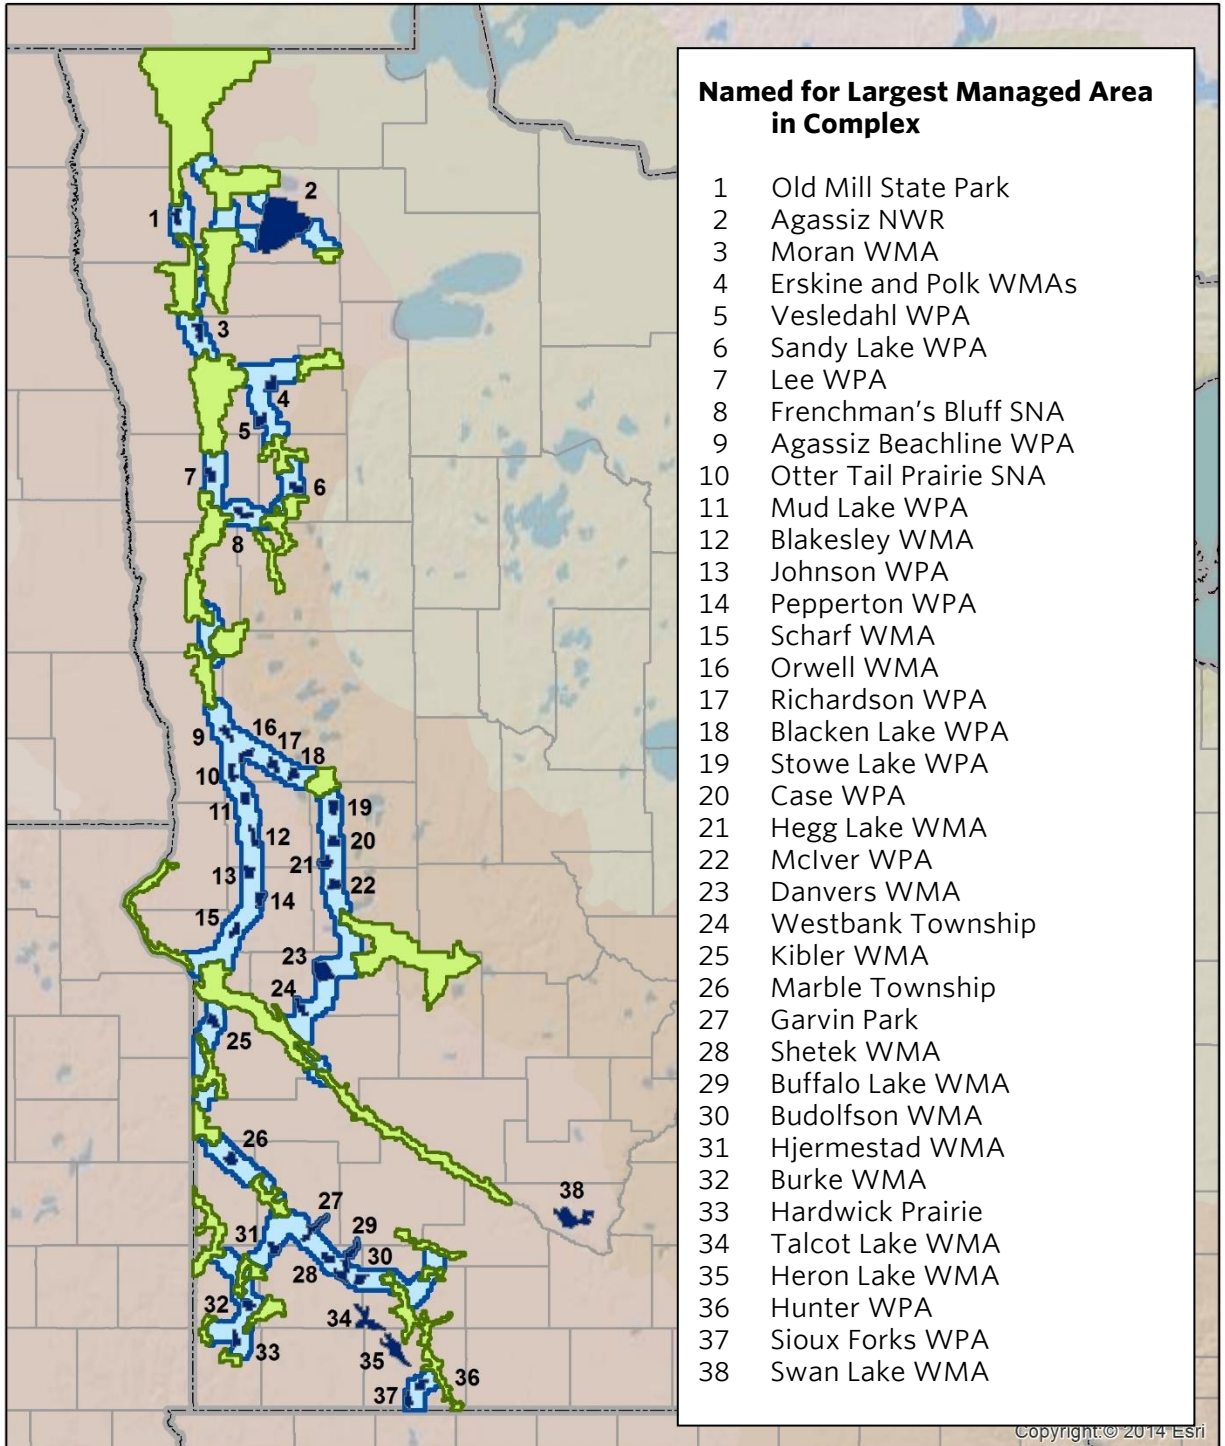 Named for Largest Managed Area
in Complex
1 Old Mill State Park
2 Agassiz NWR
3 Moran WMA
4 Erskine and Polk WMAs
5 Vesledahl WPA
6 Sandy Lake WPA
7 Lee WPA
8 Frenchman's Bluff SNA
9 Agassiz Beachline WPA
10 Otter Tail Prairie SNA
11 Mud Lake WPA
12 Blakesley WMA
13 Johnson WPA
14 Pepperton WPA
15 Scharf WMA
16 Orwell WMA
17 Richardson WPA
18 Blacken Lake WPA
19 Stowe Lake WPA
20 Case WPA
21 Hegg Lake WMA
22 McIver WPA
23 Danvers WMA
24 Westbank Township
25 Kibler WMA
26 Marble Township
27 Garvin Park
28 Shetek WMA
29 Buffalo Lake WMA
30 Budolfson WMA
31 Hjermestad WMA
32 Burke WMA
33 Hardwick Prairie
34 Talcot Lake WMA
35 Heron Lake WMA
36 Hunter WPA
37 Sioux Forks WPA
38 Swan Lake WMA
1
2
3
4
5
7
6
8
9
16
17
18
10
11
19
12
20
21
13
22
14
15
23
24
25
26
38
27
31
29
28
30
32
34
33
35
36
37
Copyright:© 2014 Esri